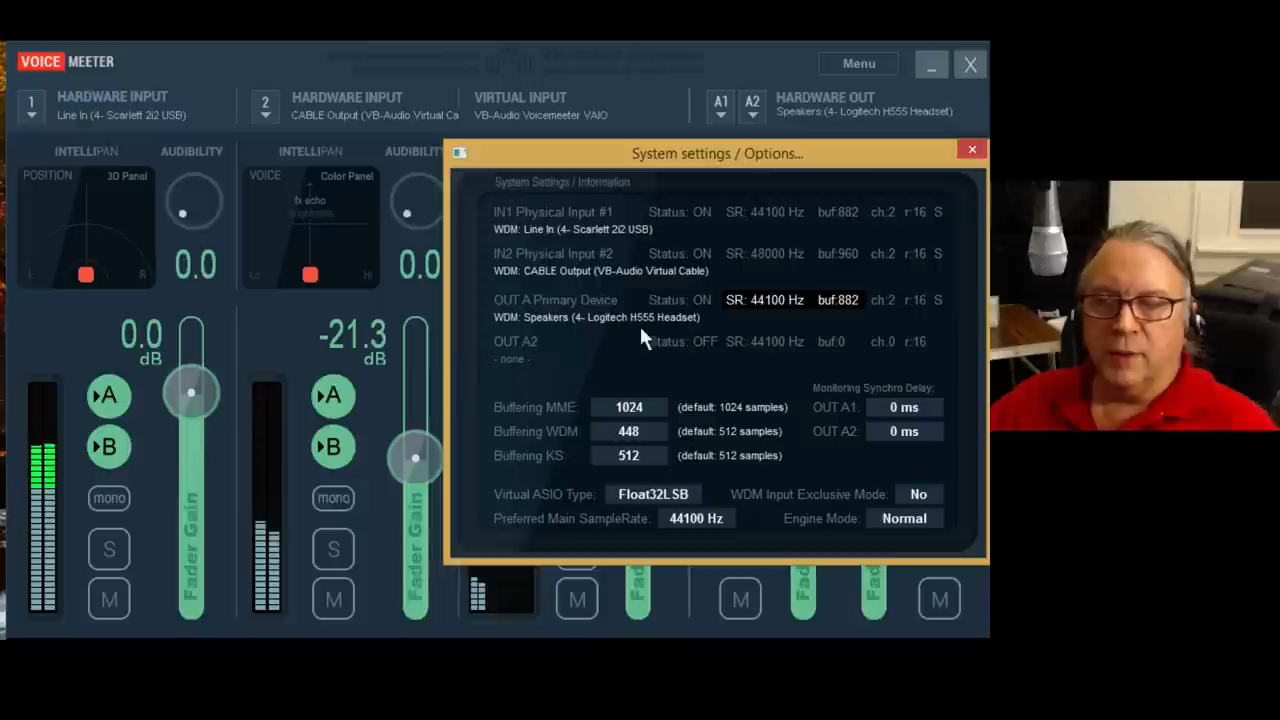 VOICE MEETER
Menu
_
X
1
HARDWARE INPUT
Line In (4- Scarlett 2i2 USB)
2
HARDWARE INPUT
CABLE Output (VB-Audio Virtual Ca
VIRTUAL INPUT
VB-Audio Voicemeeter VAIO
A1
A2
HARDWARE OUT
Speakers (4- Logitech H555 Headset)
INTELLIPAN
AUDIBILITY
INTELLIPAN
AUDIBILITY
POSITION
3D Panel
L
R
0.0
VOICE
Color Panel
fx echo
brightness
Lo
Hi
0.0
0.0
dB
-21.3
dB
A
B
mono
S
M
Fader Gain
A
B
mono
S
M
Fader Gain
System settings / Options...
System Settings / Information
IN1 Physical Input #1 Status: ON SR: 44100 Hz buf:882 ch:2 r:16 S
WDM: Line In (4- Scarlett 2i2 USB)
IN2 Physical Input #2 Status: ON SR: 48000 Hz buf:960 ch:2 r:16 S
WDM: CABLE Output (VB-Audio Virtual Cable)
OUT A Primary Device Status: ON SR: 44100 Hz buf:882 ch:2 r:16 S
WDM: Speakers (4- Logitech H555 Headset)
OUT A2 Status: OFF SR: 44100 Hz buf:0 ch.0 r:16
- none -
Monitoring Synchro Delay:
Buffering MME: 1024 (default: 1024 samples) OUT A1: 0 ms
Buffering WDM: 448 (default: 512 samples) OUT A2: 0 ms
Buffering KS: 512 (default: 512 samples)
Virtual ASIO Type: Float32LSB WDM Input Exclusive Mode: No
Preferred Main SampleRate: 44100 Hz Engine Mode: Normal
M
Fad
M
Fad
Fad
M